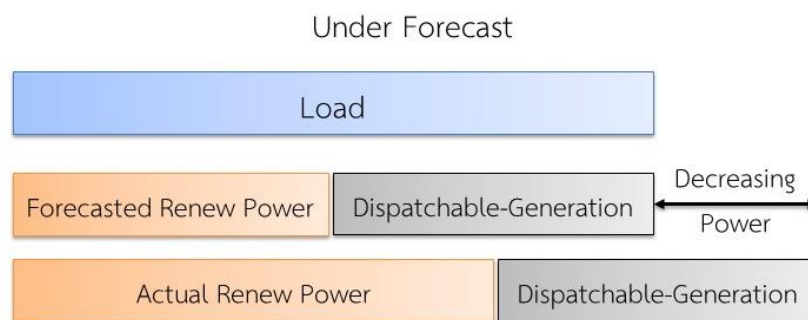 Under Forecast
Load
Forecasted Renew Power
Dispatchable-Generation
Decreasing
Power
Actual Renew Power
Dispatchable-Generation